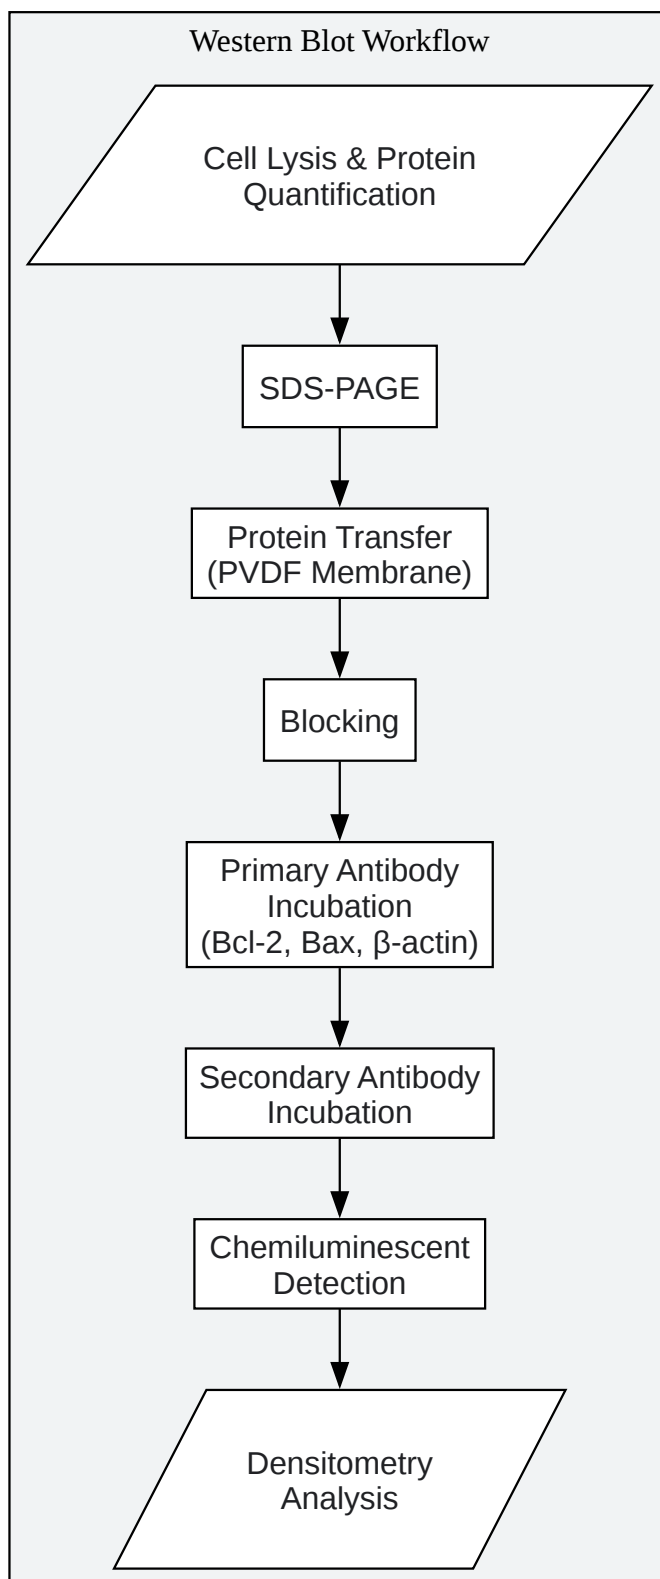 Western Blot Workflow
Cell Lysis & Protein
Quantification
SDS-PAGE
Protein Transfer
(PVDF Membrane)
Blocking
Primary Antibody
Incubation
(Bcl-2, Bax, β-actin)
Secondary Antibody
Incubation
Chemiluminescent
Detection
Densitometry
Analysis